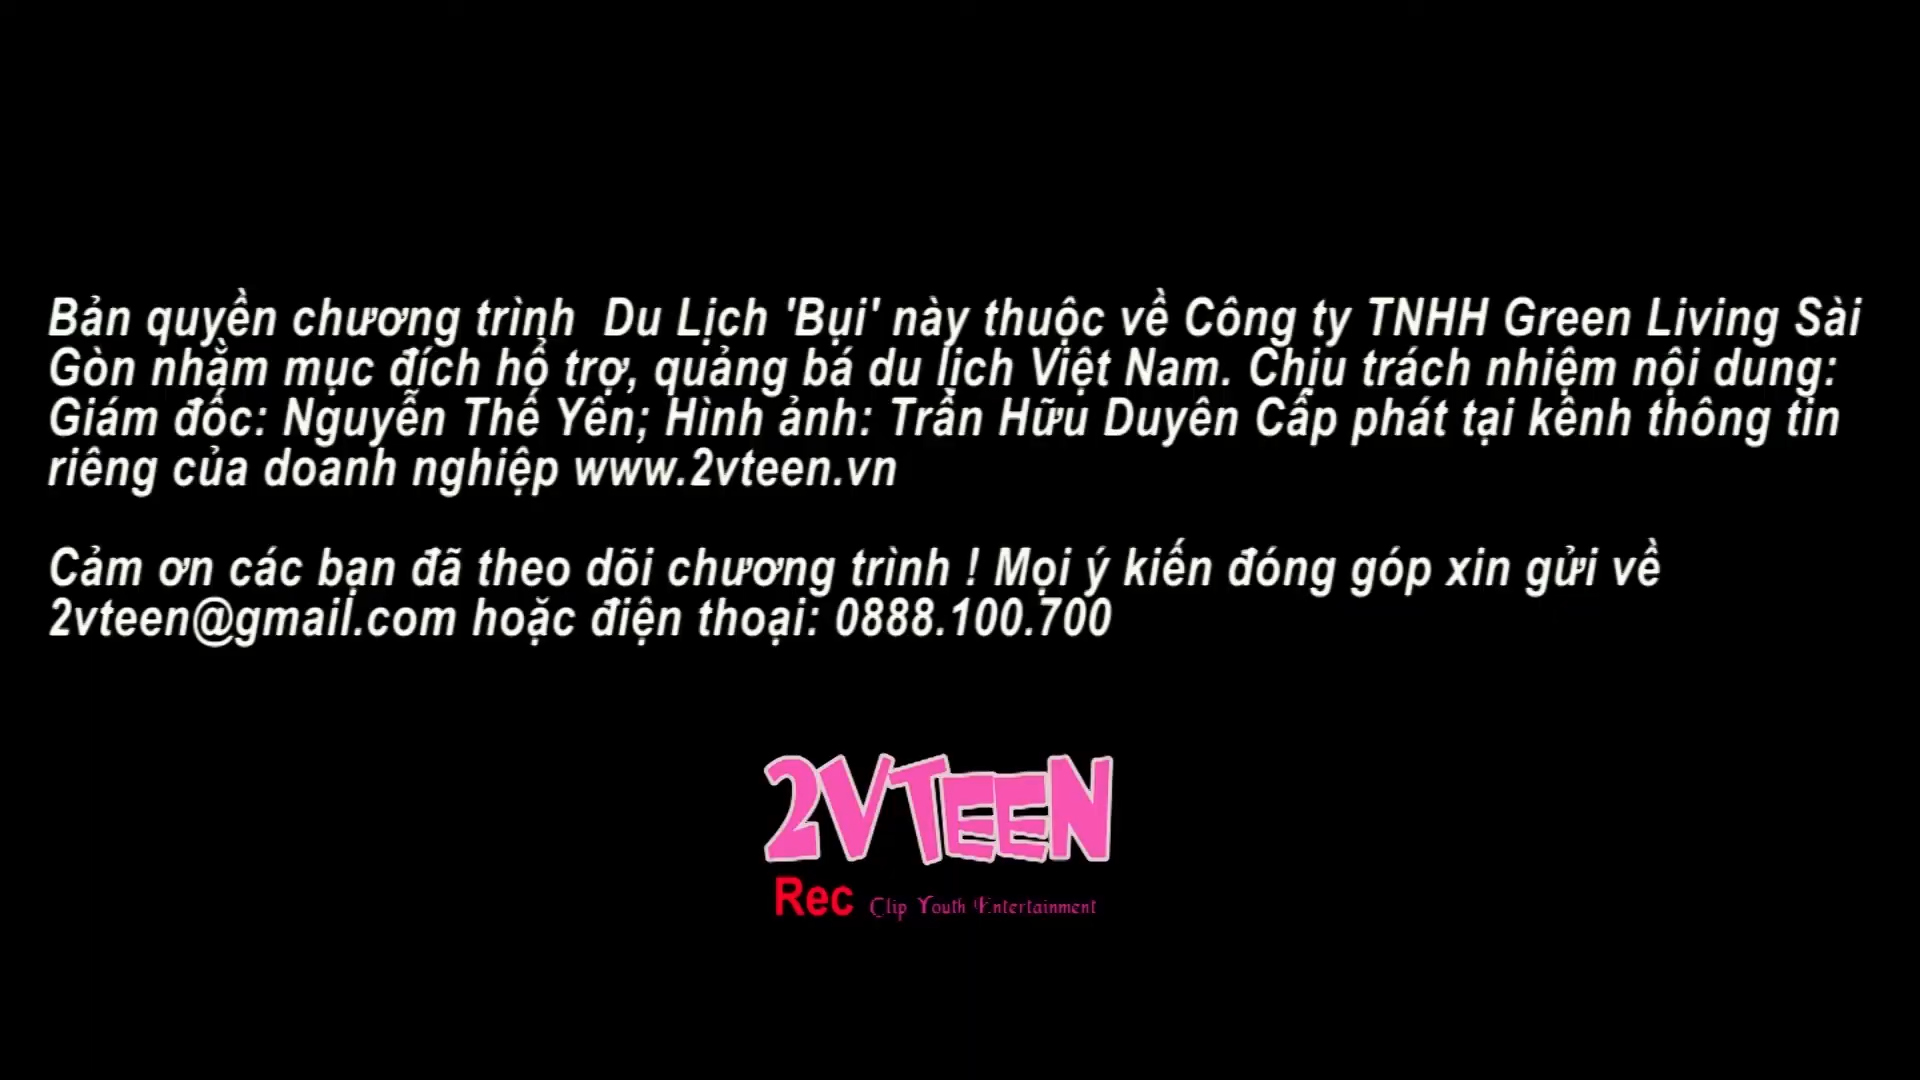 Bản quyền chương trình  Du Lịch 'Bụi' này thuộc về Công ty TNHH Green Living Sài
Gòn nhằm mục đích hổ trợ, quảng bá du lịch Việt Nam. Chịu trách nhiệm nội dung:
Giám đốc: Nguyễn Thế Yên; Hình ảnh: Trần Hữu Duyên Cấp phát tại kênh thông tin
riêng của doanh nghiệp www.2vteen.vn
Cảm ơn các bạn đã theo dõi chương trình ! Mọi ý kiến đóng góp xin gửi về
2vteen@gmail.com hoặc điện thoại: 0888.100.700
2VTEEN
Rec Clip Youth Entertainment